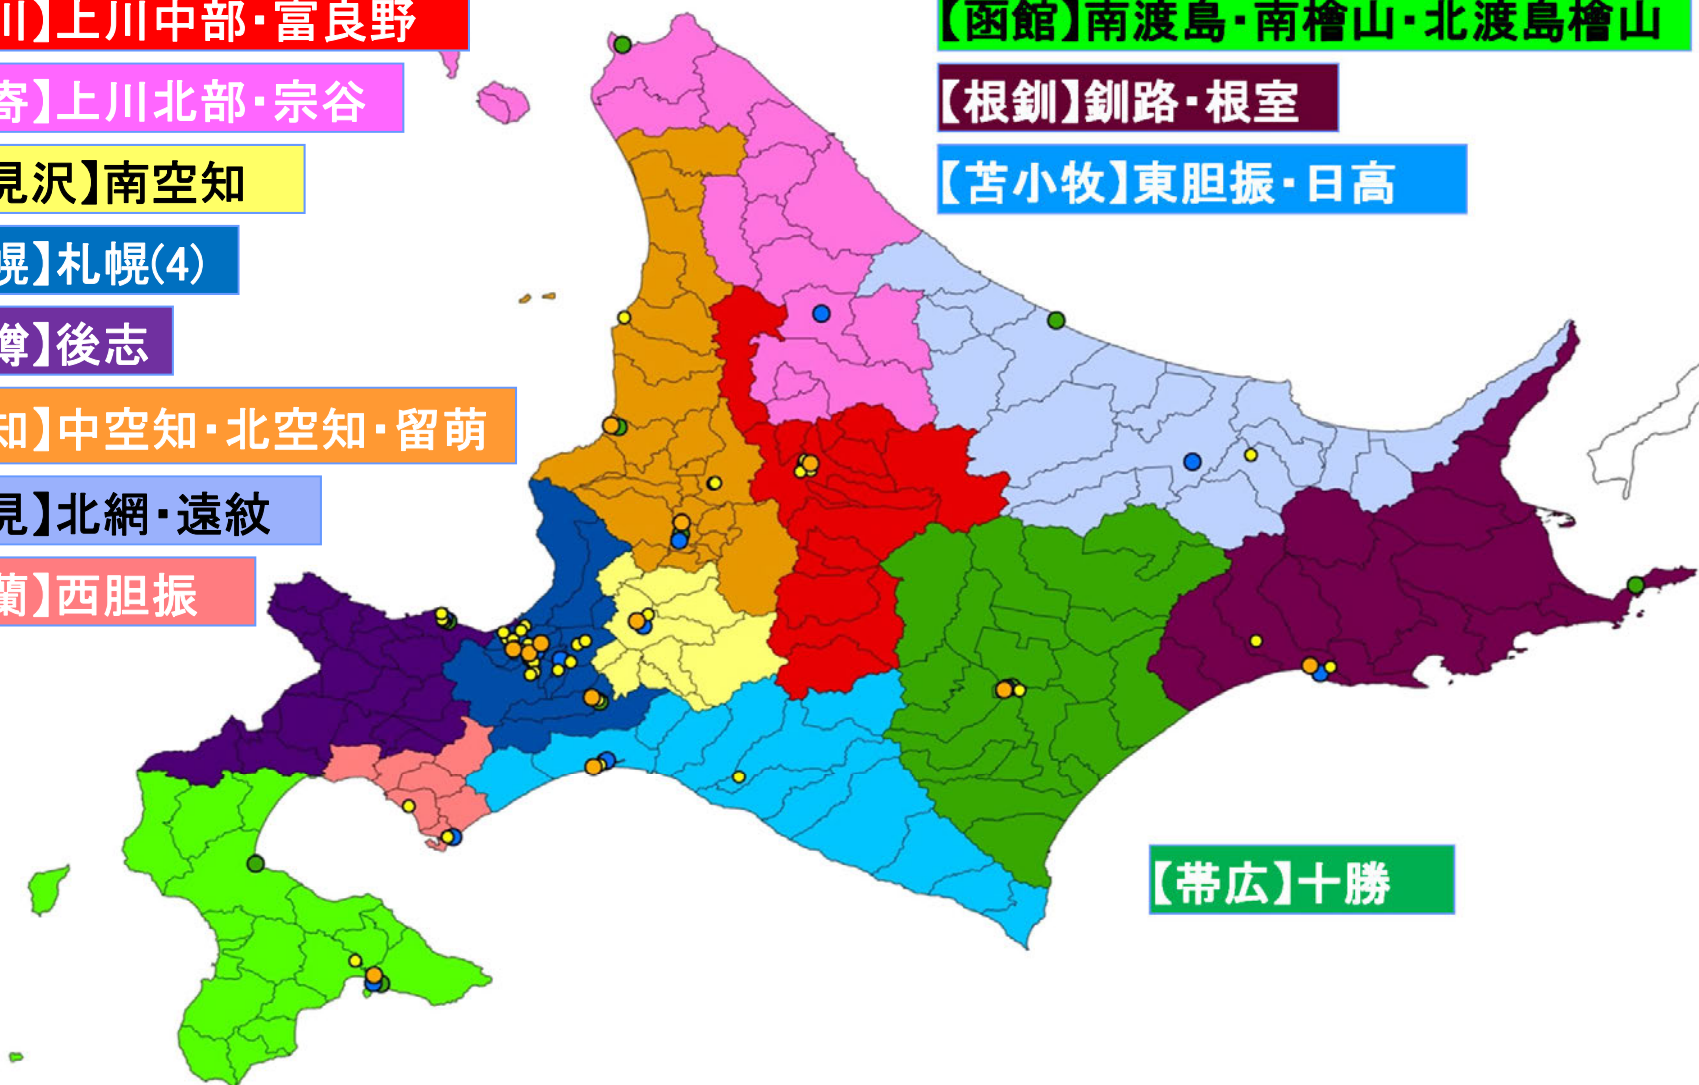 川】上川中部・富良野
寄】上川北部・宗谷
見沢】南空知
幌】札幌(4)
樽】後志
知】中空知・北空知・留萌
見】北網・遠紋
蘭】西胆振
【函館】南渡島・南檜山・北渡島檜山
【根釧】釧路・根室
【苫小牧】東胆振・日高
【帯広】十勝